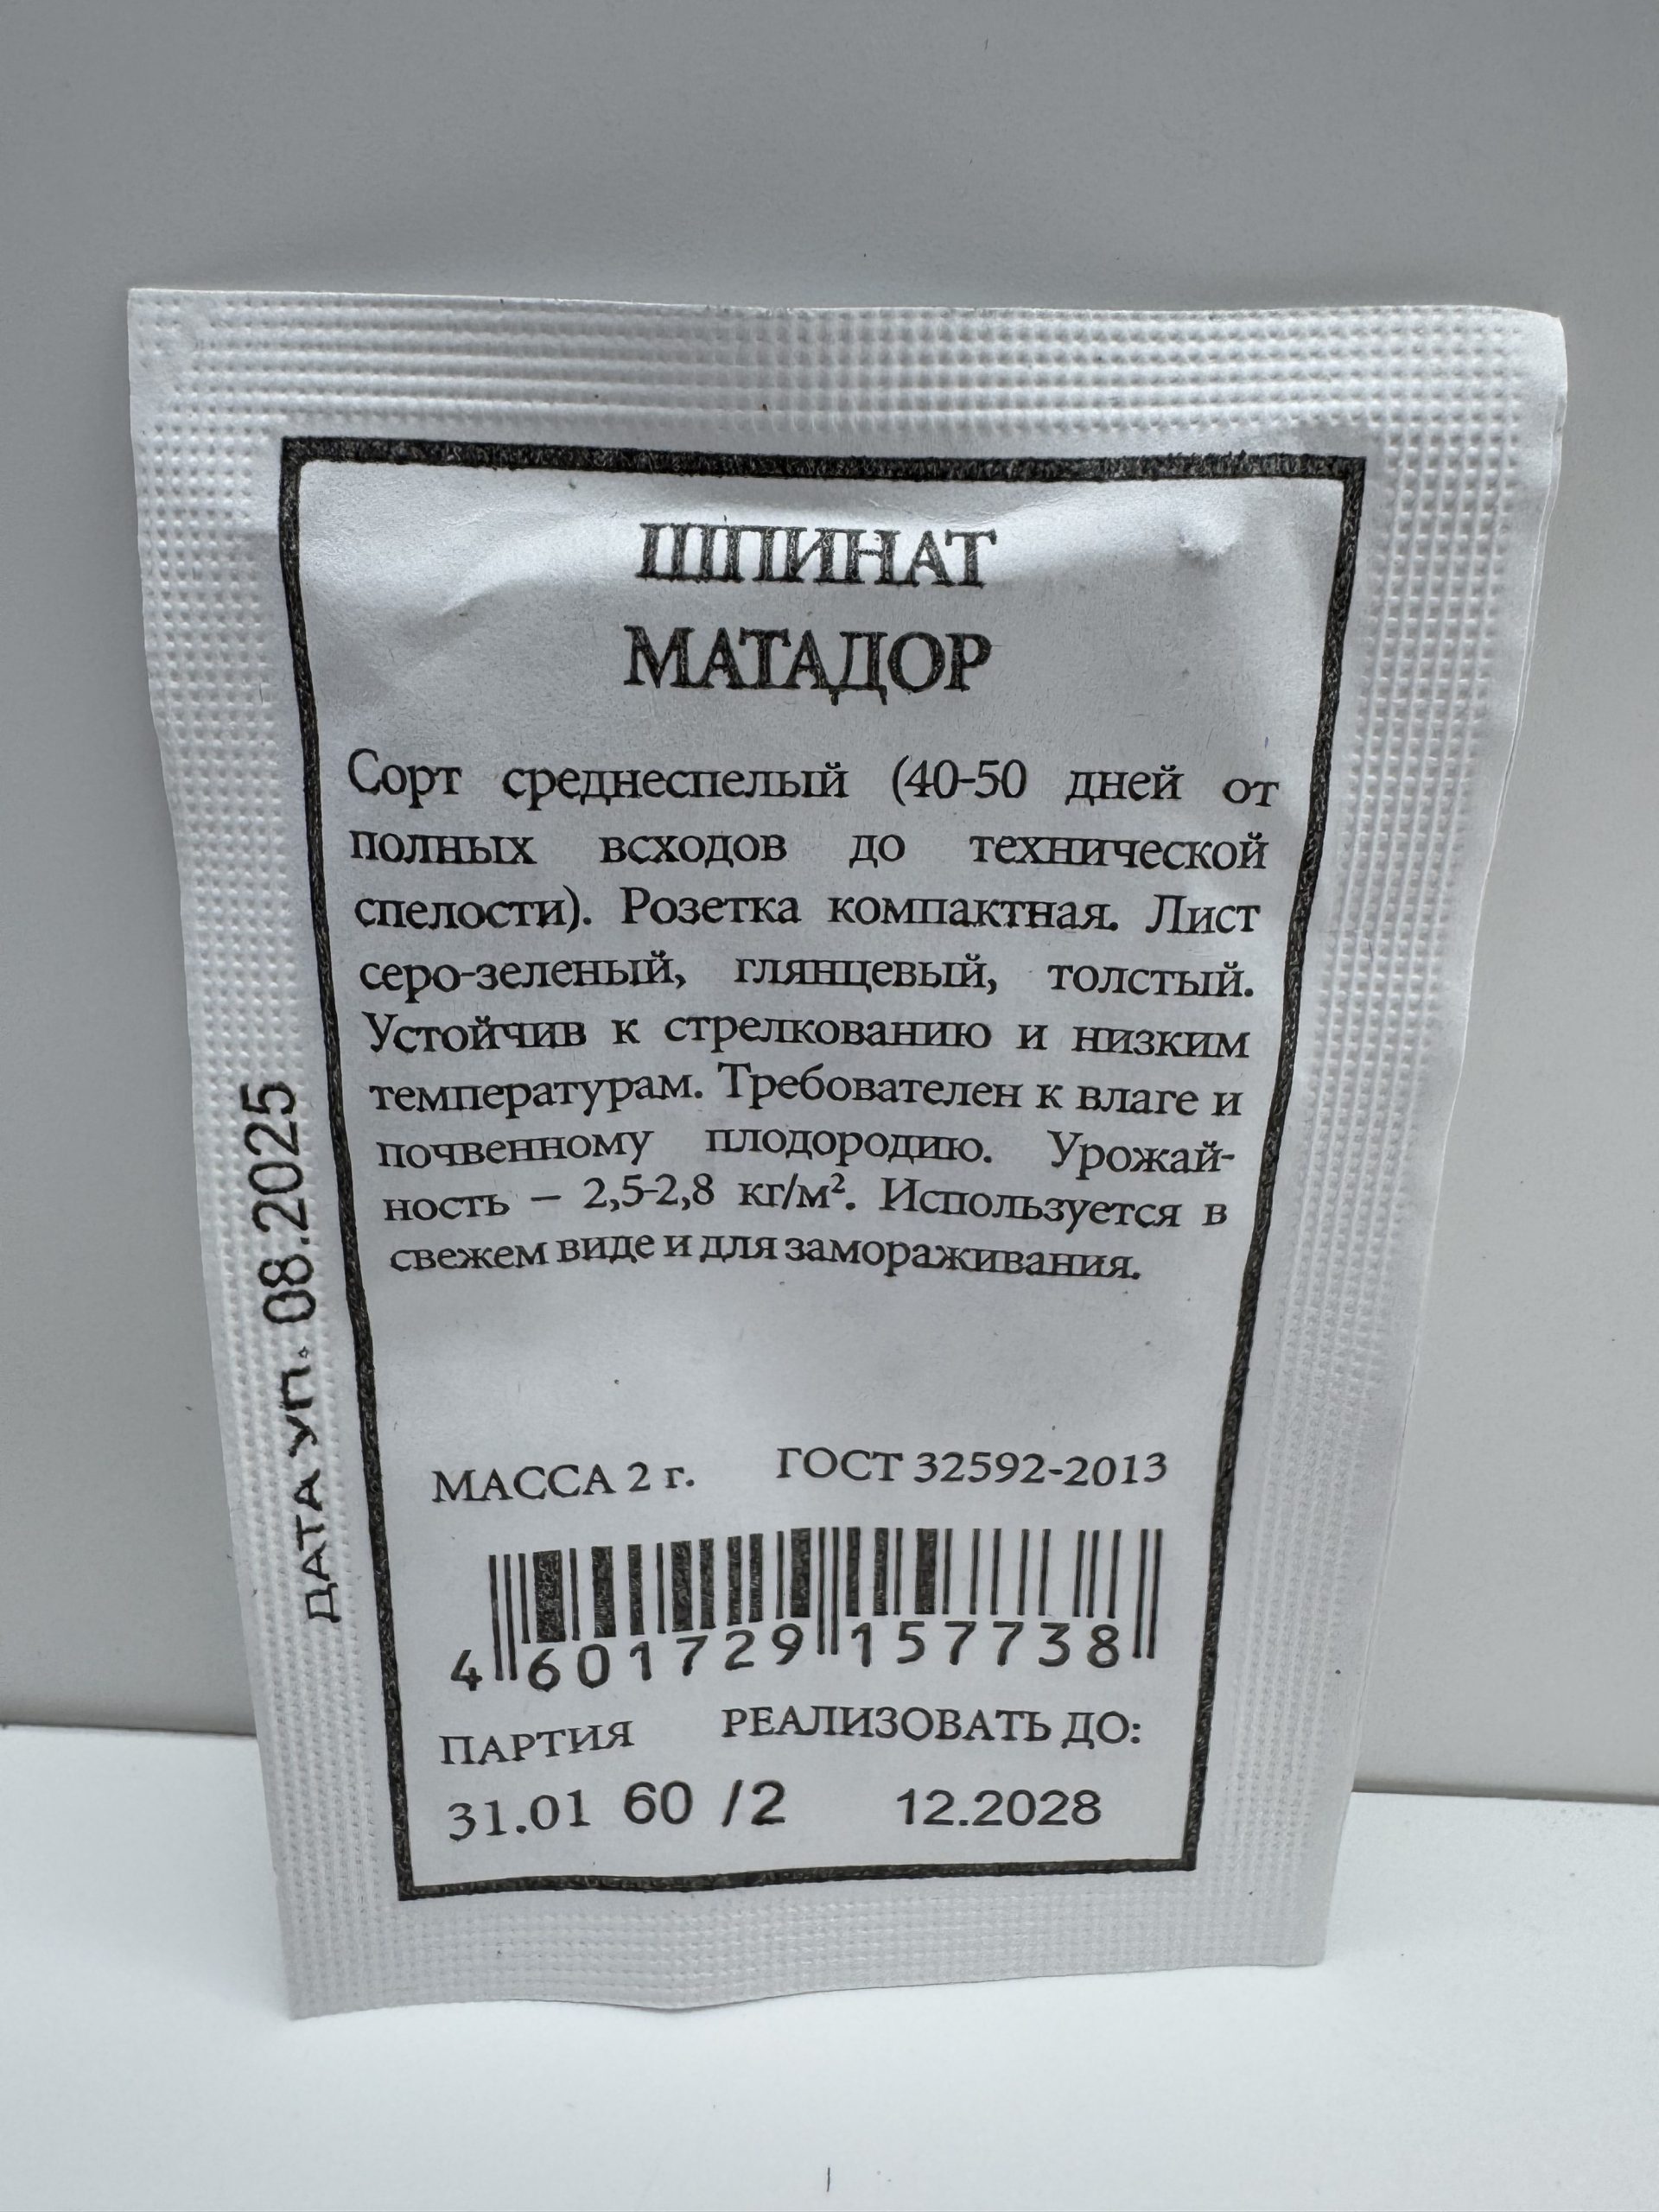 ШПИНАТ
МАТАДОР
Сорт среднеспелый (40-50 дней от
полных всходов до технической
спелости). Розетка компактная. Лист
серо-зеленый, глянцевый, толстый.
Устойчив к стрелкованию и низким
температурам. Требователен к влаге и
почвенному плодородию. Урожай-
ность – 2,5-2,8 кг/м². Используется в
свежем виде и для замораживания.
МАССА 2 г. ГОСТ 32592-2013
4 601729 157738
ПАРТИЯ РЕАЛИЗОВАТЬ ДО:
31.01 60 /2 12.2028
ДАТА УП. 08.2025